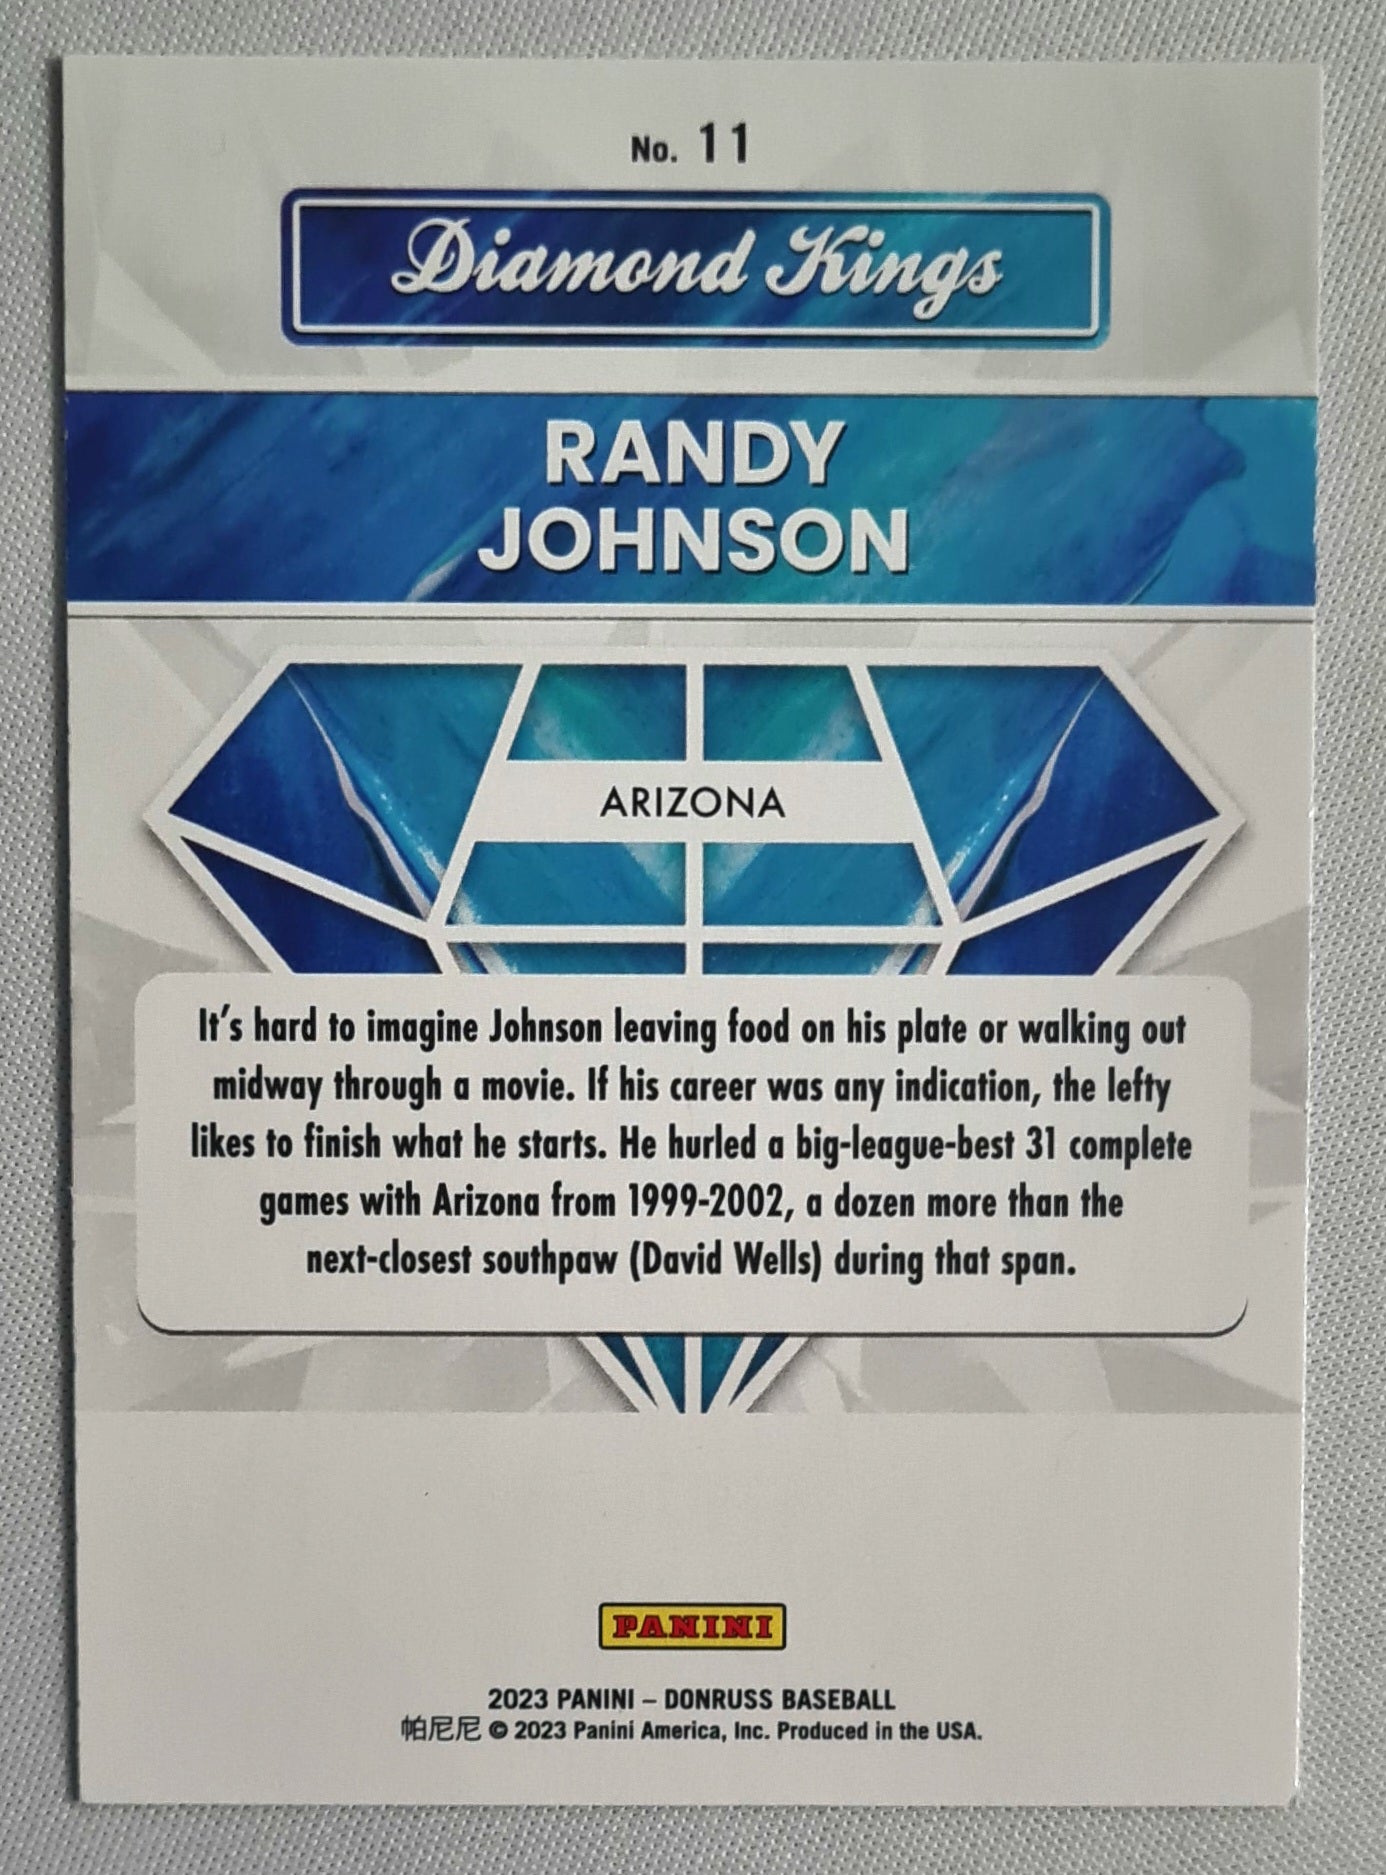 No. 11
Diamond Kings
RANDY
JOHNSON
ARIZONA
It's hard to imagine Johnson leaving food on his plate or walking out
midway through a movie. If his career was any indication, the lefty
likes to finish what he starts. He hurled a big-league-best 31 complete
games with Arizona from 1999-2002, a dozen more than the
next-closest southpaw (David Wells) during that span.
PANINI
2023 PANINI – DONRUSS BASEBALL
帕尼尼 © 2023 Panini America, Inc. Produced in the USA.